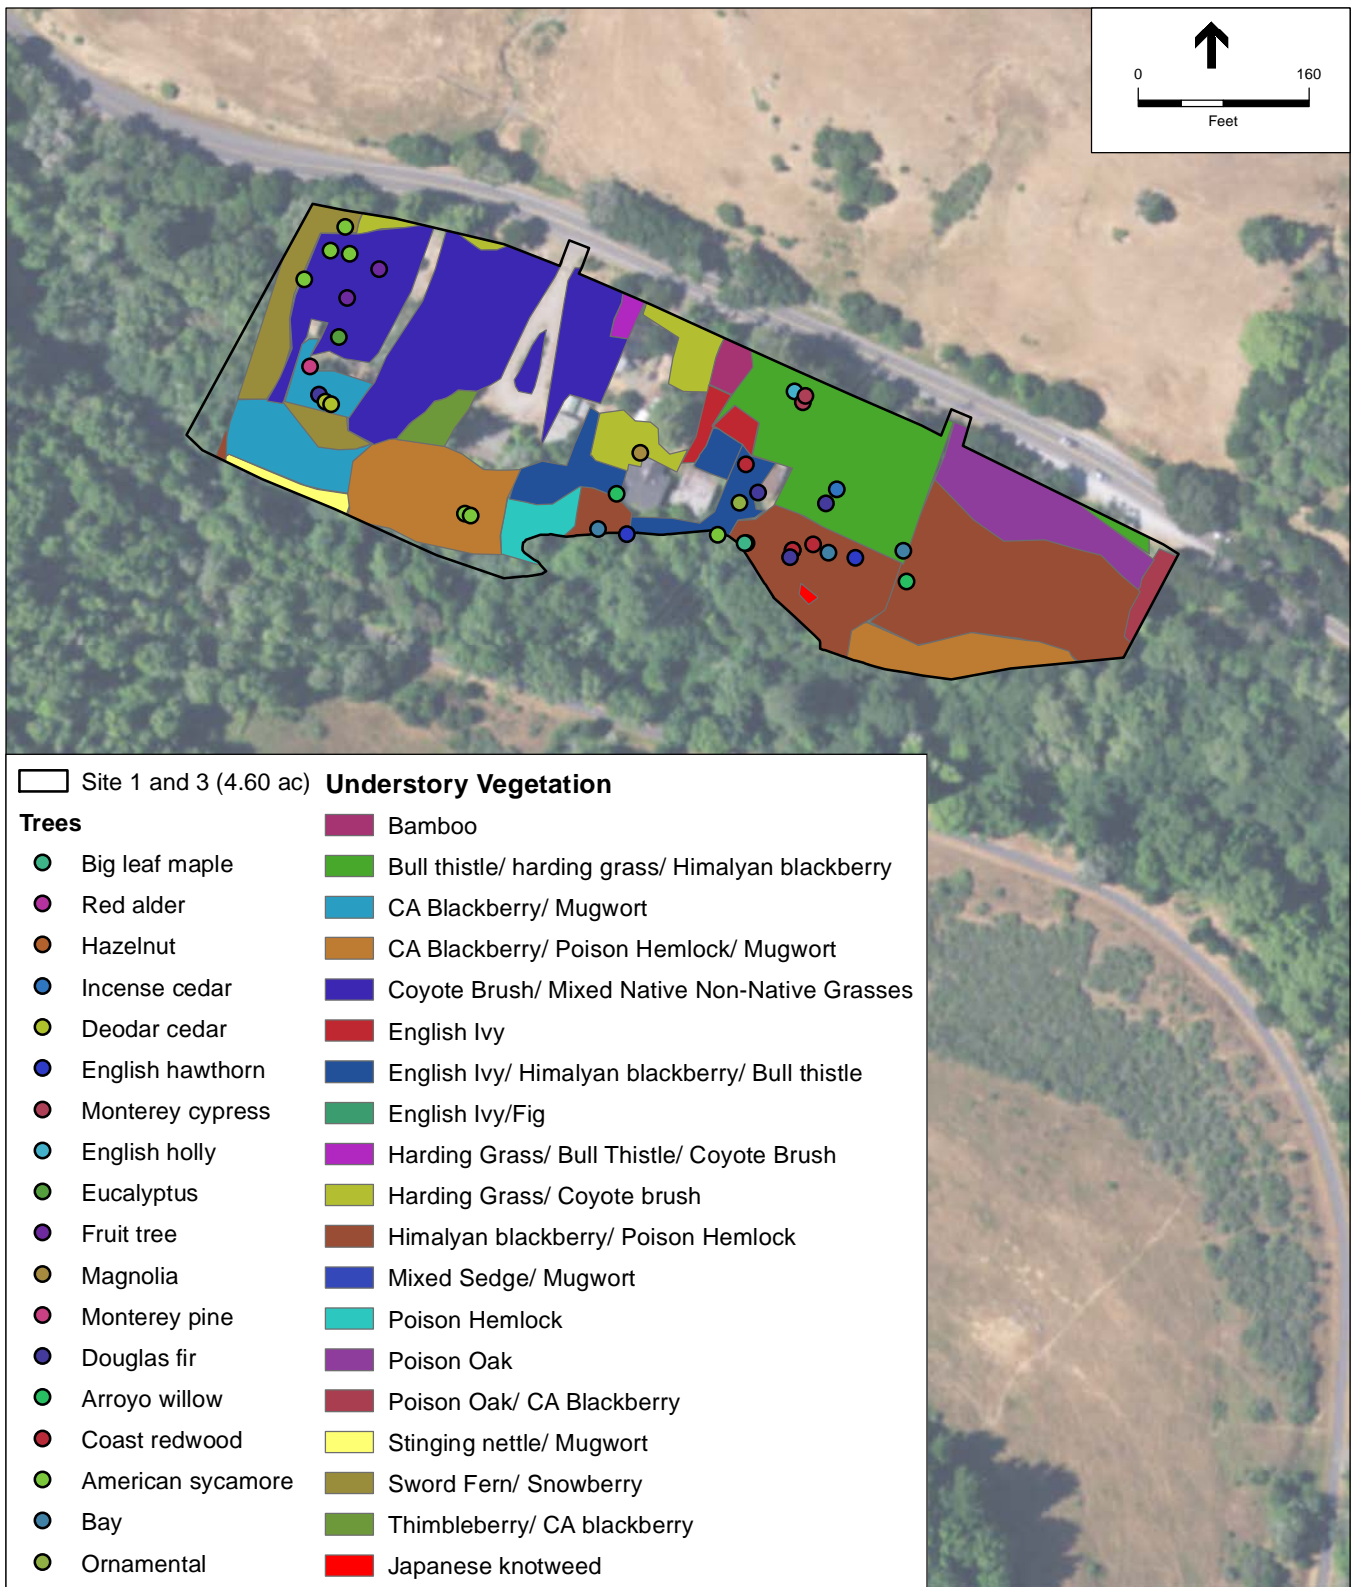 0 160
Feet
Site 1 and 3 (4.60 ac)
Trees
Big leaf maple
Red alder
Hazelnut
Incense cedar
Deodar cedar
English hawthorn
Monterey cypress
English holly
Eucalyptus
Fruit tree
Magnolia
Monterey pine
Douglas fir
Arroyo willow
Coast redwood
American sycamore
Bay
Ornamental
Understory Vegetation
Bamboo
Bull thistle/ harding grass/ Himalyan blackberry
CA Blackberry/ Mugwort
CA Blackberry/ Poison Hemlock/ Mugwort
Coyote Brush/ Mixed Native Non-Native Grasses
English Ivy
English Ivy/ Himalyan blackberry/ Bull thistle
English Ivy/Fig
Harding Grass/ Bull Thistle/ Coyote Brush
Harding Grass/ Coyote brush
Himalyan blackberry/ Poison Hemlock
Mixed Sedge/ Mugwort
Poison Hemlock
Poison Oak
Poison Oak/ CA Blackberry
Stinging nettle/ Mugwort
Sword Fern/ Snowberry
Thimbleberry/ CA blackberry
Japanese knotweed